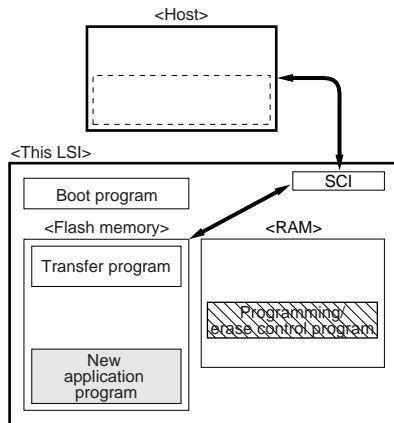 <Host>
<This LSI>
SCI
Boot program
<Flash memory>
<RAM>
Transfer program
Programming/
erase control program
New
application
program